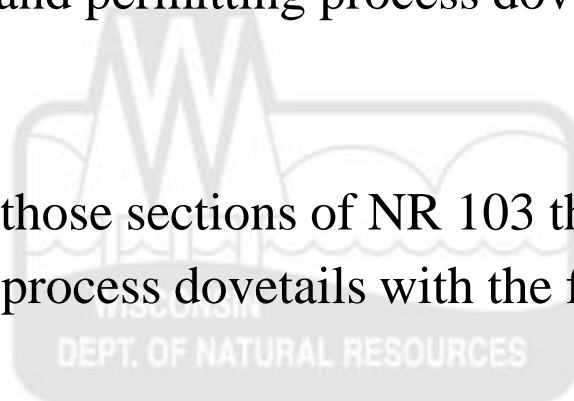 and permitting process dov
those sections of NR 103 th
process dovetails with the f
WISCONSIN
DEPT. OF NATURAL RESOURCES